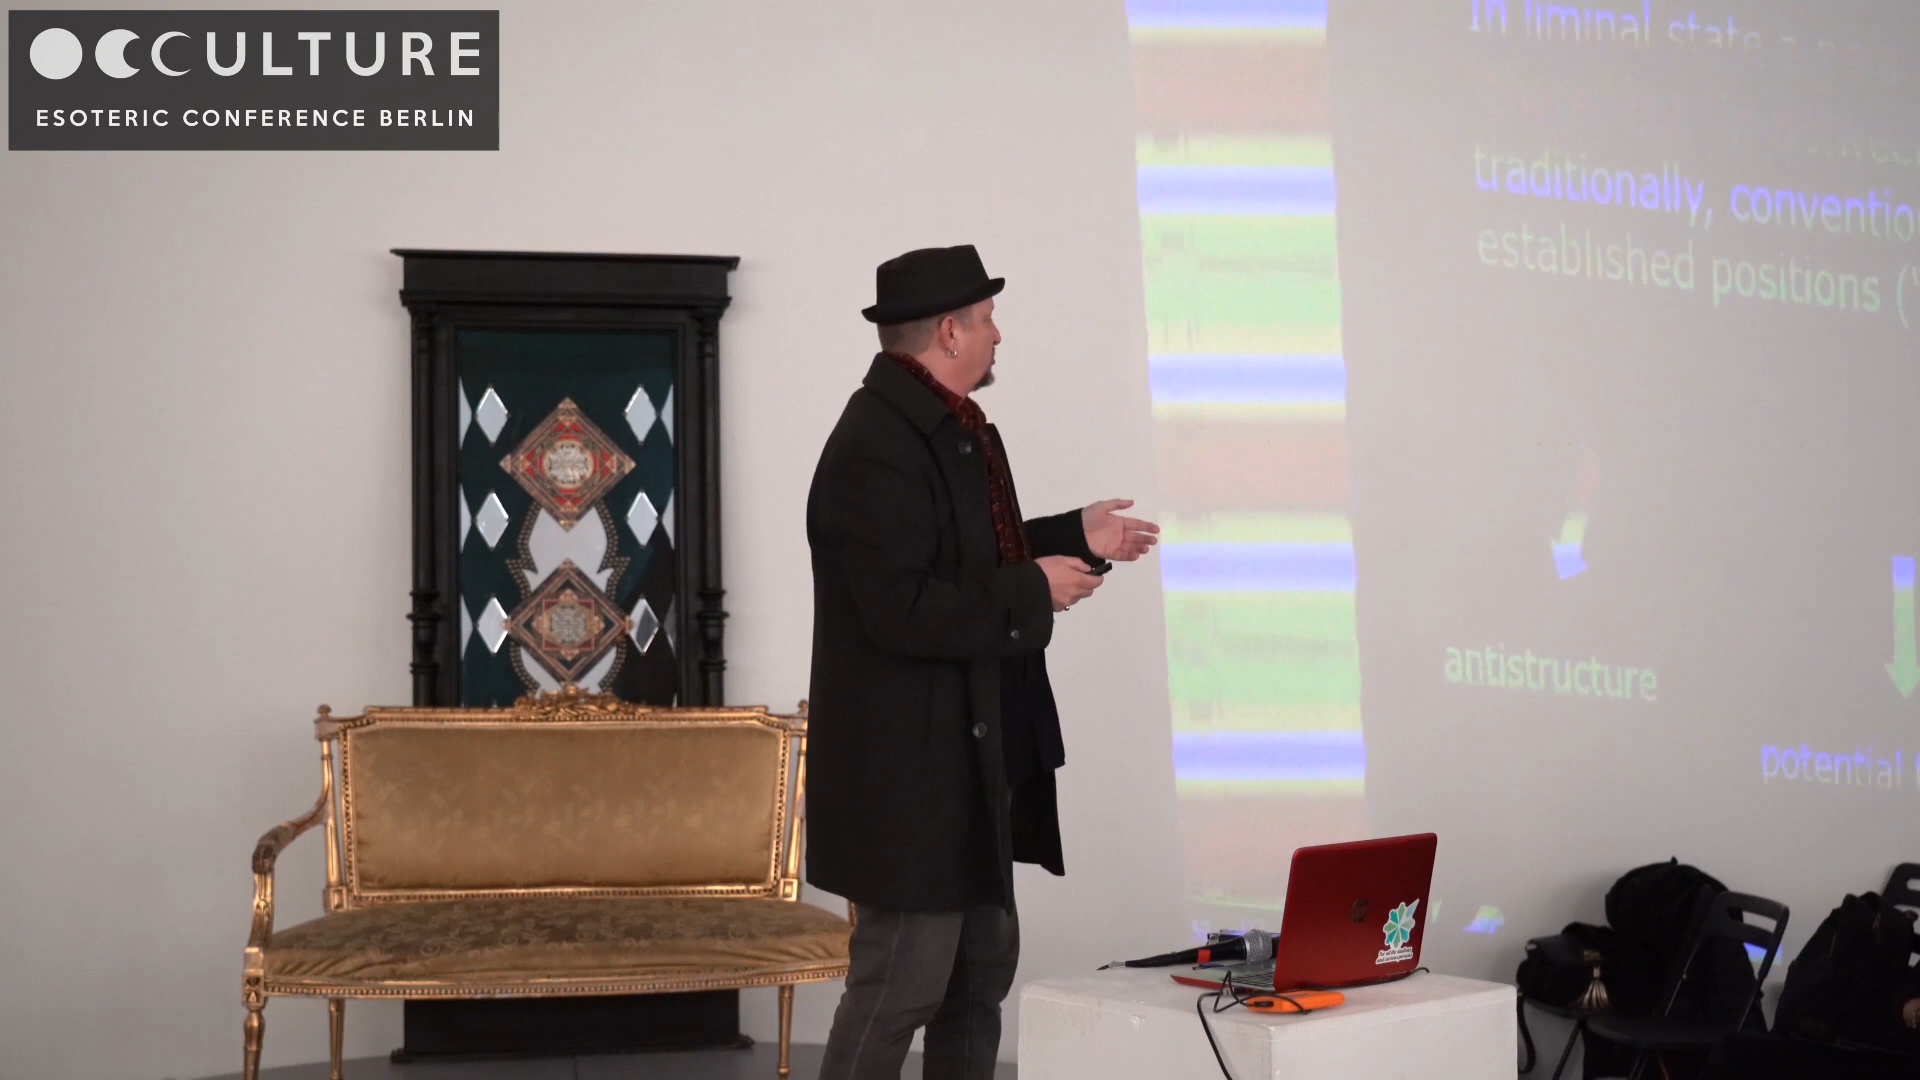 OCCULTURE
ESOTERIC CONFERENCE BERLIN
In liminal state a
traditionally, conventio
established positions (
antistructure
potential